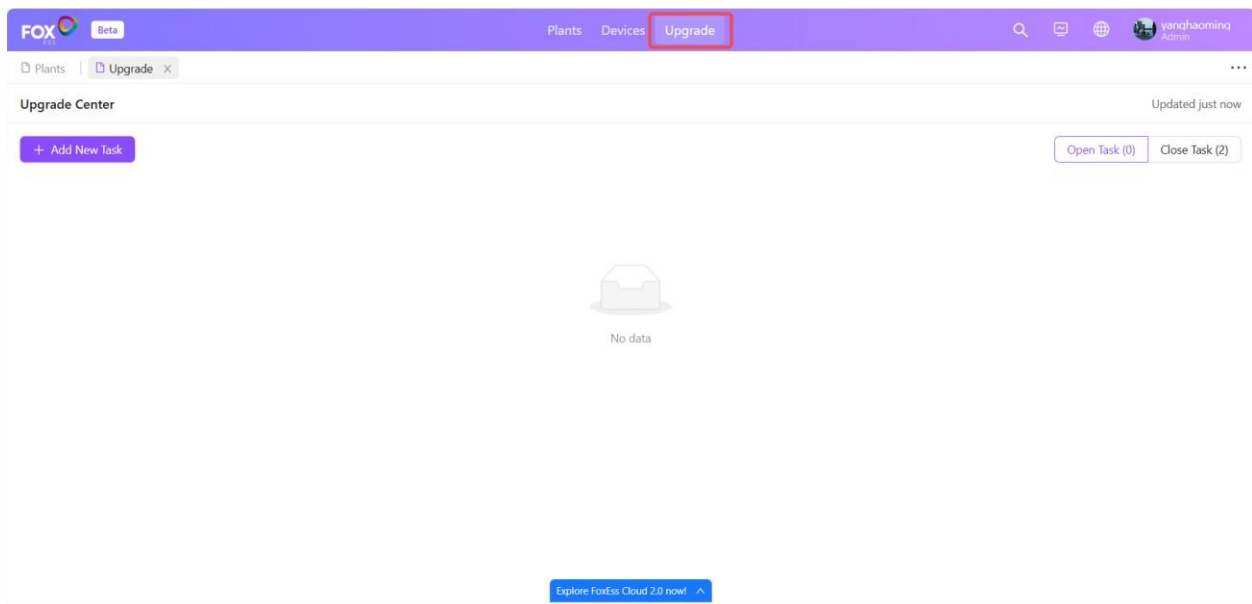 FOX ESS Beta Plants Devices Upgrade yanghaoming
Admin
Plants Upgrade X
Upgrade Center Updated just now
+ Add New Task Open Task (0) Close Task (2)
No data
Explore FoxEss Cloud 2.0 now!